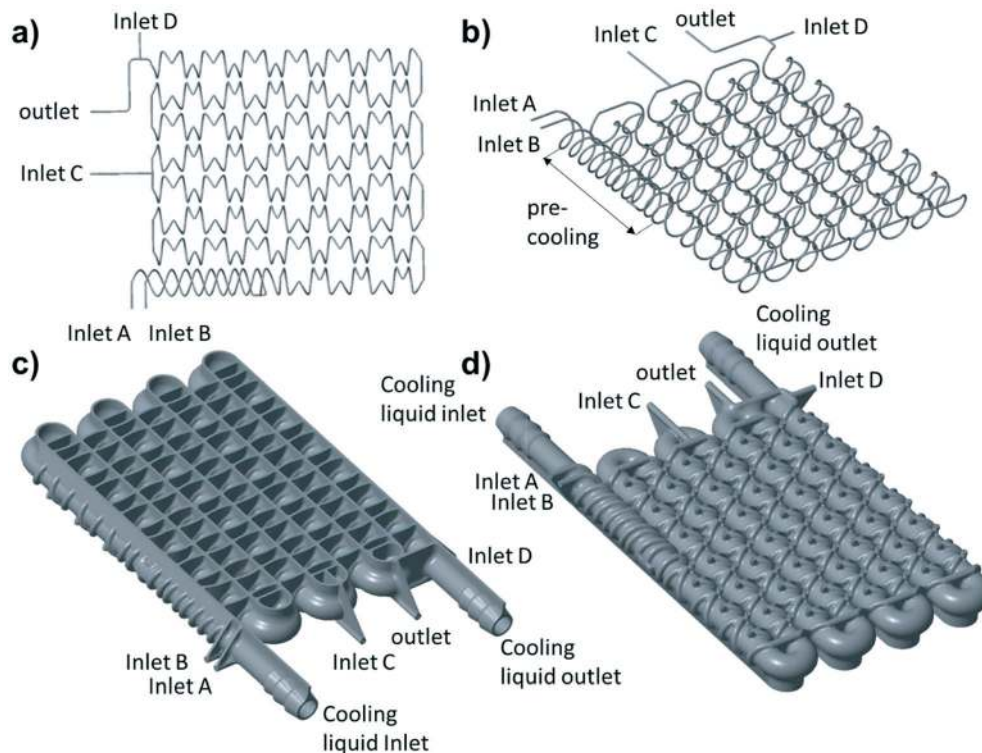 a)
Inlet D
outlet
Inlet C
Inlet A
Inlet B
b)
outlet
Inlet C
Inlet D
Inlet A
Inlet B
pre-
cooling
c)
Cooling
liquid inlet
Inlet D
outlet
Inlet C
Cooling
liquid outlet
Inlet B
Inlet A
Cooling
liquid Inlet
d)
Cooling
liquid outlet
outlet
Inlet D
Inlet C
Inlet A
Inlet B